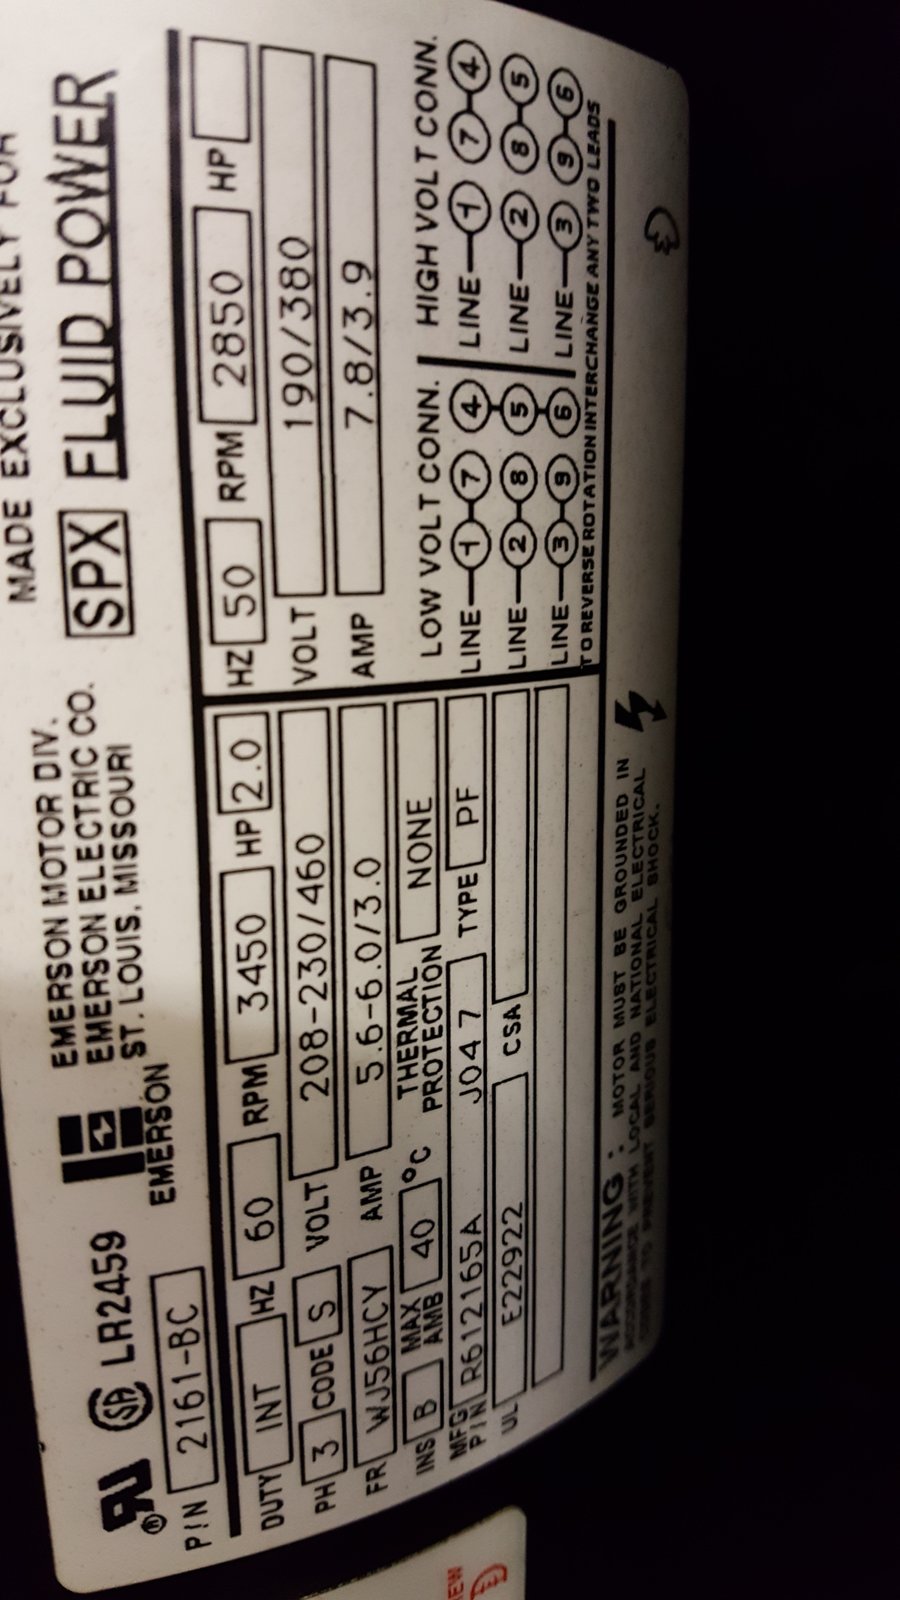 MADE EXCLUSIVELY FOR
SPX FLUID POWER
EMERSON MOTOR DIV.
EMERSON ELECTRIC CO.
ST. LOUIS, MISSOURI
EMERSON
LR2459
P/N 2161-BC
DUTY INT HZ 60 RPM 3450 HP 2.0
PH 3 CODE S VOLT 208-230/460
FR WJ56HCY AMP 5.6-6.0/3.0
INS B MAX AMB 40 °C THERMAL PROTECTION NONE
MFG P/N R612165A J047 TYPE PF
UL E22922 CSA
HZ 50 RPM 2850 HP
VOLT 190/380
AMP 7.8/3.9
LOW VOLT CONN. HIGH VOLT CONN.
LINE 1 7 4 LINE 1 7 4
LINE 2 8 5 LINE 2 8 5
LINE 3 9 6 LINE 3 9 6
TO REVERSE ROTATION INTERCHANGE ANY TWO LEADS
WARNING: MOTOR MUST BE GROUNDED IN
ACCORDANCE WITH LOCAL AND NATIONAL ELECTRICAL
CODES TO PREVENT SERIOUS ELECTRICAL SHOCK.